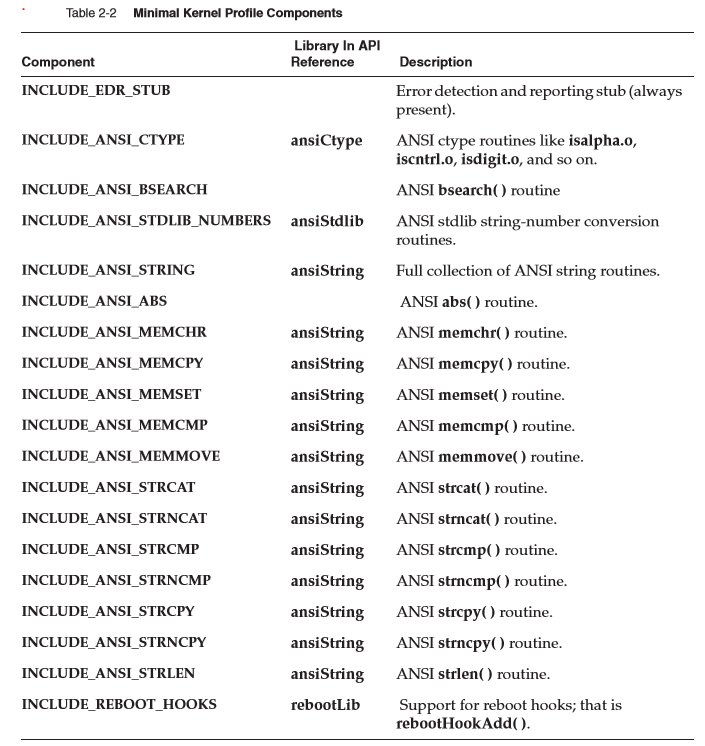 Table 2-2 Minimal Kernel Profile Components
Library In API
Component Reference Description
INCLUDE_EDR_STUB Error detection and reporting stub (always
present).
INCLUDE_ANSI_CTYPE ansiCtype ANSI ctype routines like isalpha.o,
iscntrl.o, isdigit.o, and so on.
INCLUDE_ANSI_BSEARCH ANSI bsearch( ) routine
INCLUDE_ANSI_STDLIB_NUMBERS ansiStdlib ANSI stdlib string-number conversion
routines.
INCLUDE_ANSI_STRING ansiString Full collection of ANSI string routines.
INCLUDE_ANSI_ABS ANSI abs( ) routine.
INCLUDE_ANSI_MEMCHR ansiString ANSI memchr( ) routine.
INCLUDE_ANSI_MEMCPY ansiString ANSI memcpy( ) routine.
INCLUDE_ANSI_MEMSET ansiString ANSI memset( ) routine.
INCLUDE_ANSI_MEMCMP ansiString ANSI memcmp( ) routine.
INCLUDE_ANSI_MEMMOVE ansiString ANSI memmove( ) routine.
INCLUDE_ANSI_STRCAT ansiString ANSI strcat( ) routine.
INCLUDE_ANSI_STRNCAT ansiString ANSI strncat( ) routine.
INCLUDE_ANSI_STRCMP ansiString ANSI strcmp( ) routine.
INCLUDE_ANSI_STRNCMP ansiString ANSI strncmp( ) routine.
INCLUDE_ANSI_STRCPY ansiString ANSI strcpy( ) routine.
INCLUDE_ANSI_STRNCPY ansiString ANSI strncpy( ) routine.
INCLUDE_ANSI_STRLEN ansiString ANSI strlen( ) routine.
INCLUDE_REBOOT_HOOKS rebootLib Support for reboot hooks; that is
rebootHookAdd( ).